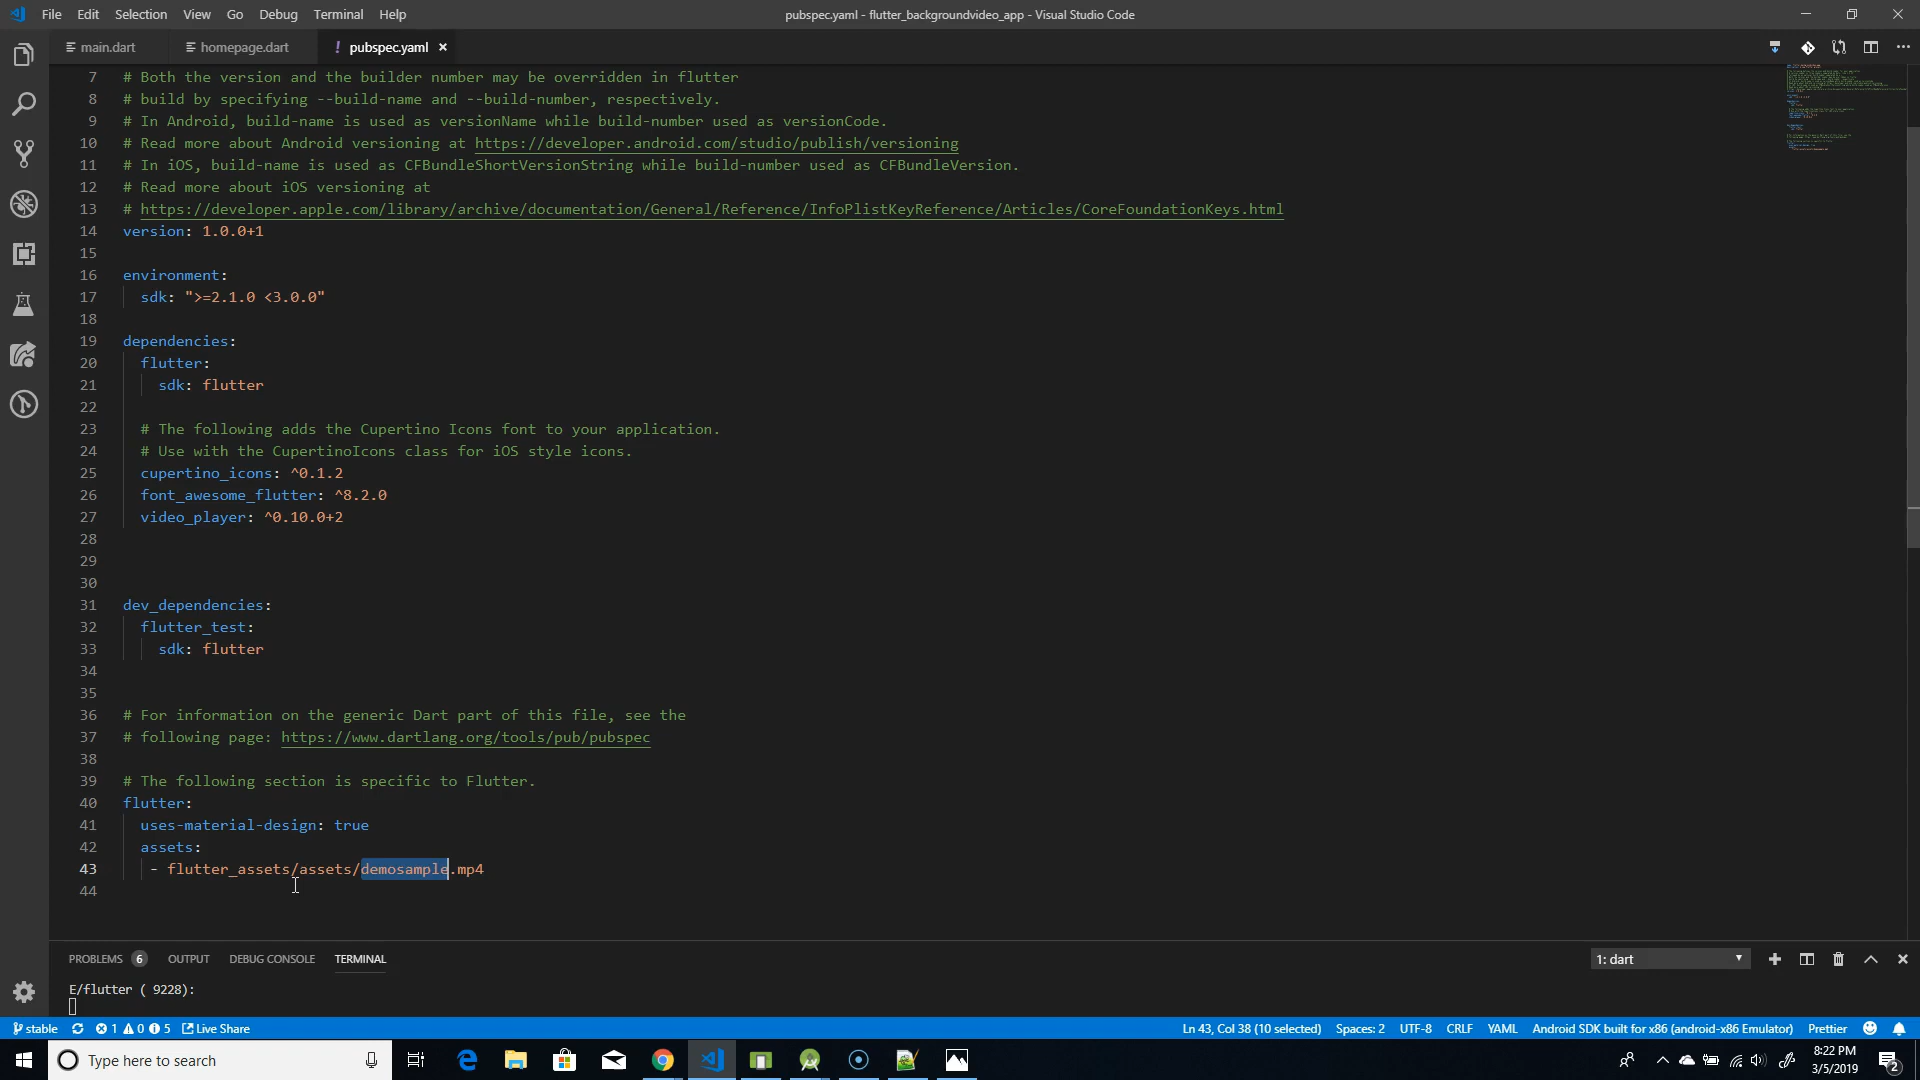 File Edit Selection View Go Debug Terminal Help
pubspec.yaml - flutter_backgroundvideo_app - Visual Studio Code
main.dart homepage.dart ! pubspec.yaml
7 # Both the version and the builder number may be overridden in flutter
8 # build by specifying --build-name and --build-number, respectively.
9 # In Android, build-name is used as versionName while build-number used as versionCode.
10 # Read more about Android versioning at https://developer.android.com/studio/publish/versioning
11 # In iOS, build-name is used as CFBundleShortVersionString while build-number used as CFBundleVersion.
12 # Read more about iOS versioning at
13 # https://developer.apple.com/library/archive/documentation/General/Reference/InfoPlistKeyReference/Articles/CoreFoundationKeys.html
14 version: 1.0.0+1
15
16 environment:
17 sdk: ">=2.1.0 <3.0.0"
18
19 dependencies:
20 flutter:
21 sdk: flutter
22
23 # The following adds the Cupertino Icons font to your application.
24 # Use with the CupertinoIcons class for iOS style icons.
25 cupertino_icons: ^0.1.2
26 font_awesome_flutter: ^8.2.0
27 video_player: ^0.10.0+2
28
29
30
31 dev_dependencies:
32 flutter_test:
33 sdk: flutter
34
35
36 # For information on the generic Dart part of this file, see the
37 # following page: https://www.dartlang.org/tools/pub/pubspec
38
39 # The following section is specific to Flutter.
40 flutter:
41 uses-material-design: true
42 assets:
43 - flutter_assets/assets/demosample.mp4
44
PROBLEMS 6 OUTPUT DEBUG CONSOLE TERMINAL 1: dart
E/flutter ( 9228):
stable 1 0 5 Live Share Ln 43, Col 38 (10 selected) Spaces: 2 UTF-8 CRLF YAML Android SDK built for x86 (android-x86 Emulator) Prettier
Type here to search
8:22 PM
3/5/2019
2